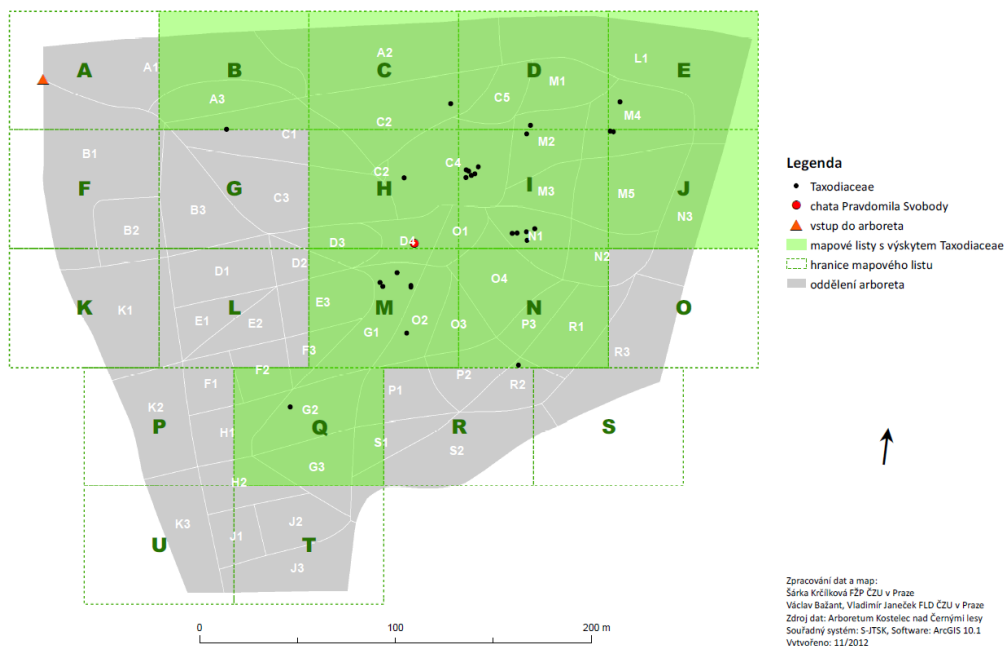 A2
L1
A
A1
B
C
D
M1
E
A3
C5
M4
C2
C1
M2
B1
C2
C4
F
G
H
I
M3
M5
J
B3
C3
N3
B2
D3
D4
O1
N1
D2
N2
D1
O4
K
K1
L
E3
M
N
O
E1
E2
G1
O2
O3
P3
R1
F3
R3
F2
P2
F1
P1
R2
K2
G2
P
H1
Q
R
S
S1
S2
G3
H2
K3
J2
J1
U
T
J3
0
100
200 m
Legenda
Taxodiaceae
chata Pravdomila Svobody
vstup do arboreta
mapové listy s výskytem Taxodiaceae
hranice mapového listu
oddělení arboreta
Zpracování dat a map:
Šárka Krčílková FŽP ČZU v Praze
Václav Bažant, Vladimír Janeček FLD ČZU v Praze
Zdroj dat: Arboretum Kostelec nad Černými lesy
Souřadný systém: S-JTSK, Software: ArcGIS 10.1
Vytvořeno: 11/2012